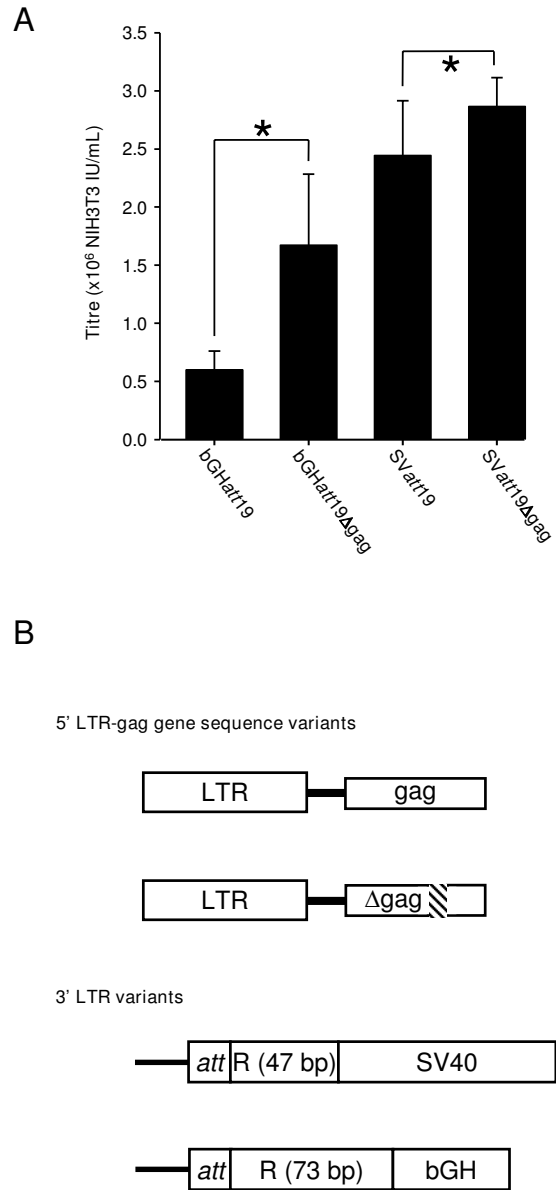 A
3.5
3.0
2.5
2.0
1.5
1.0
0.5
0.0
Titre (x10⁶ NIH3T3 IU/mL)
*
*
bGHatt19
bGHatt19Δgag
SVatt19
SVatt19Δgag
B
5' LTR-gag gene sequence variants
LTR gag
LTR Δgag
3' LTR variants
att R (47 bp) SV40
att R (73 bp) bGH